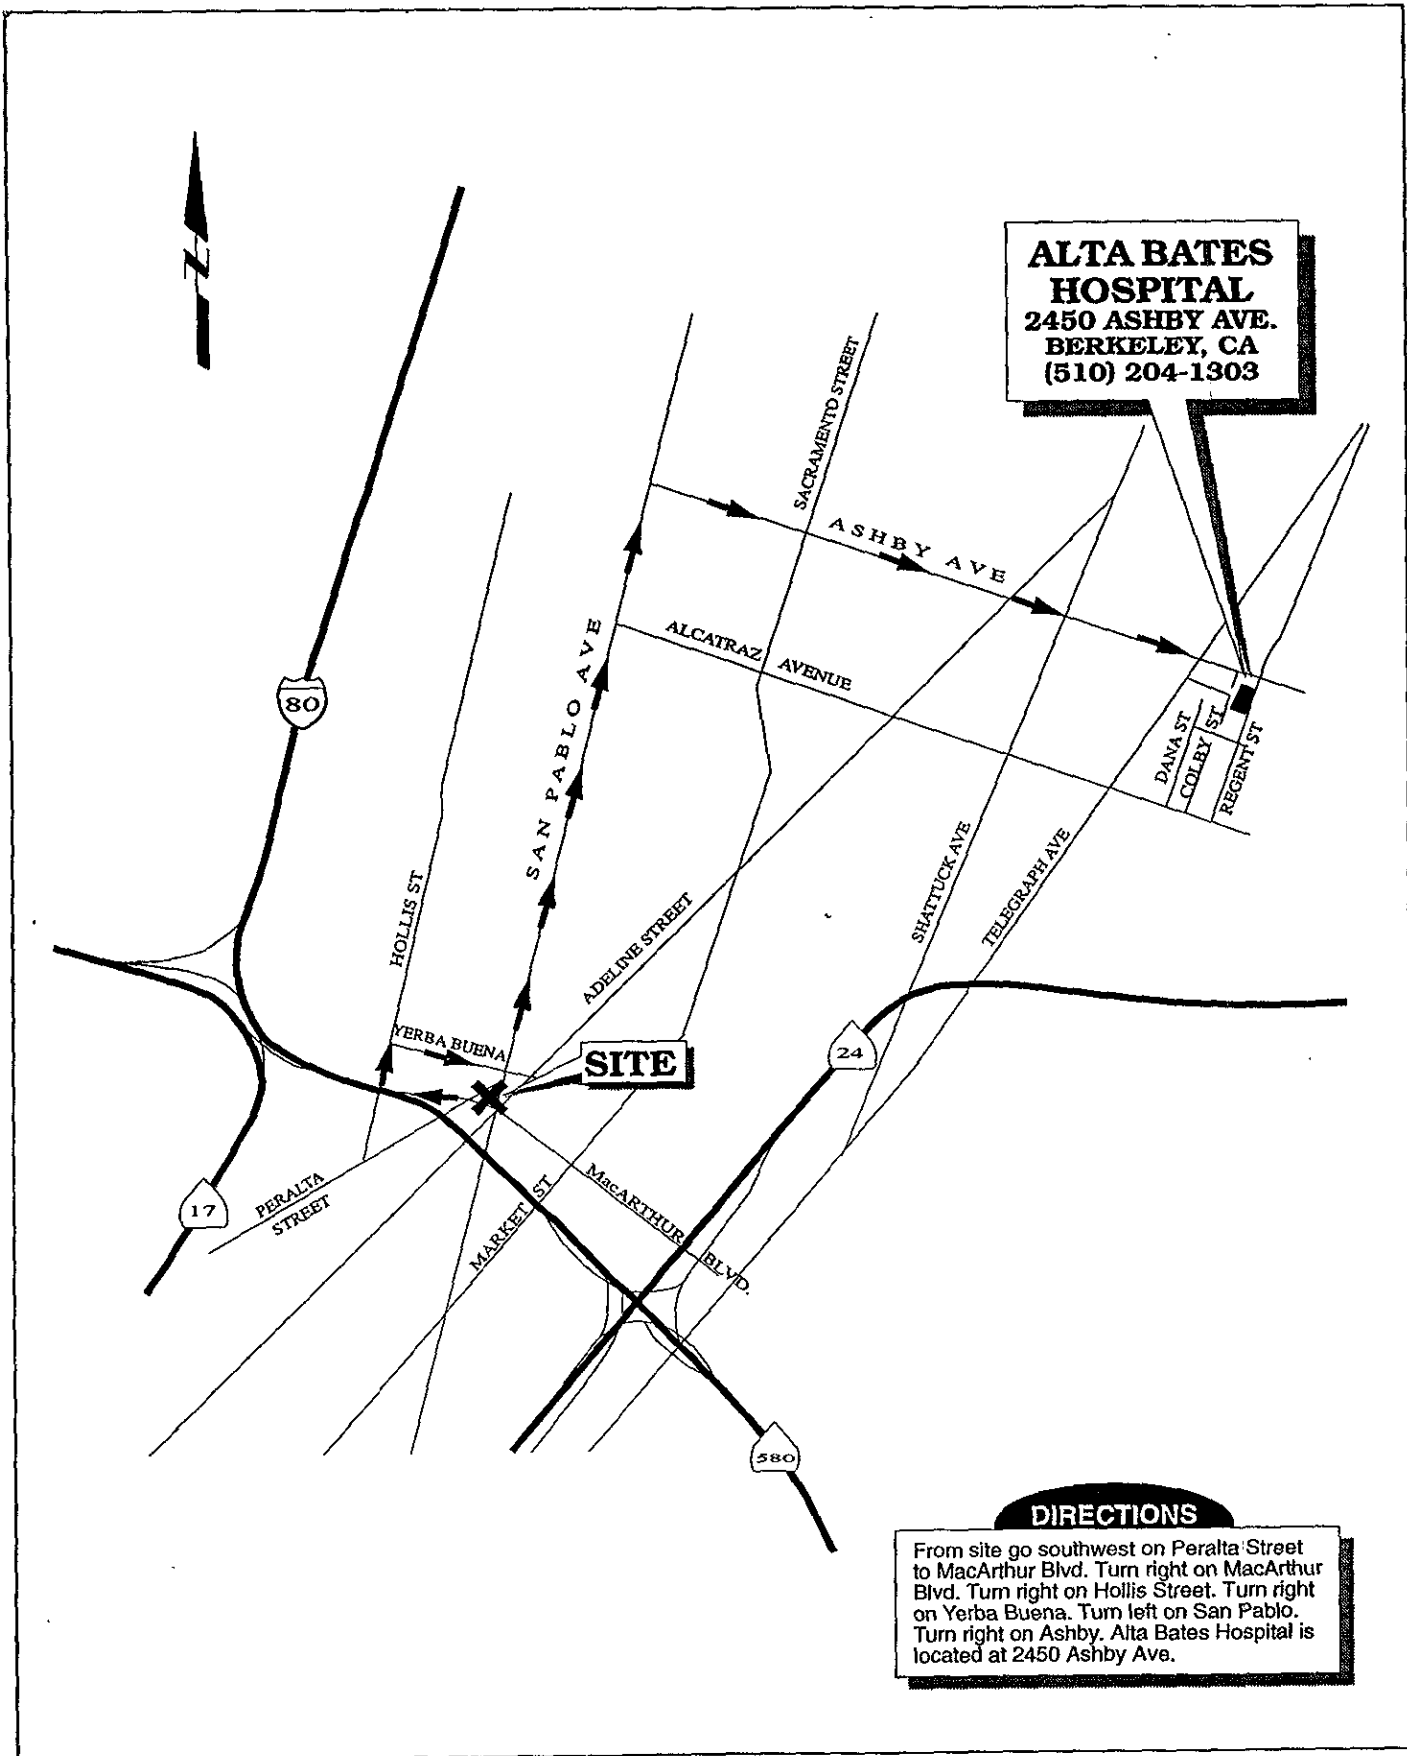 N
ALTA BATES
HOSPITAL
2450 ASHBY AVE.
BERKELEY, CA
(510) 204-1303
SACRAMENTO STREET
ASHBY AVE
ALCATRAZ AVENUE
80
SAN PABLO AVE
DANA ST
COLBY ST
REGENT ST
HOLLIS ST
SHATTUCK AVE
TELEGRAPH AVE
ADELINE STREET
YERBA BUENA
SITE
24
PERALTA
STREET
17
MARKET ST
MacARTHUR BLVD.
580
DIRECTIONS
From site go southwest on Peralta Street
to MacArthur Blvd. Turn right on MacArthur
Blvd. Turn right on Hollis Street. Turn right
on Yerba Buena. Turn left on San Pablo.
Turn right on Ashby. Alta Bates Hospital is
located at 2450 Ashby Ave.